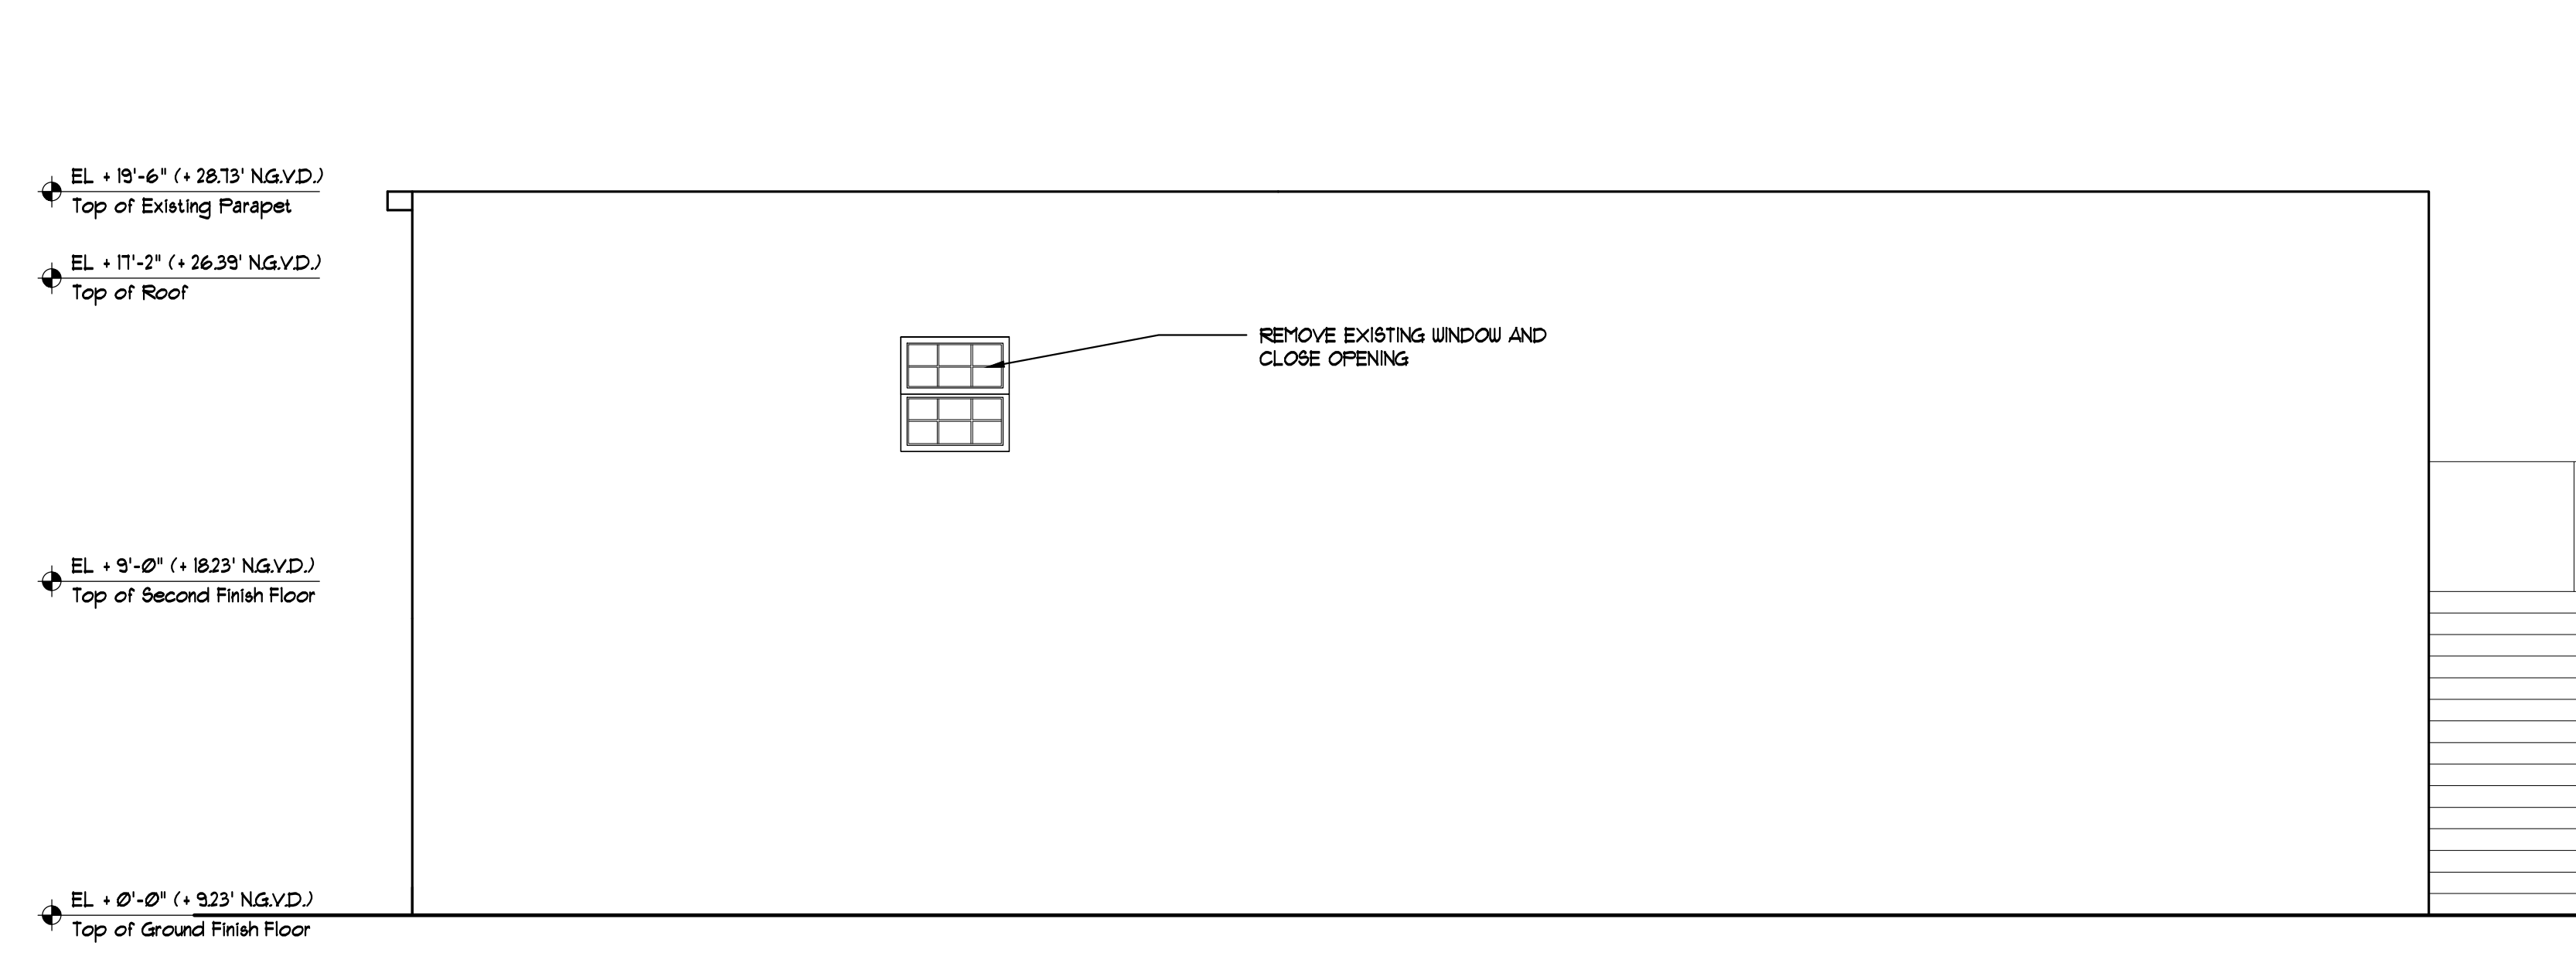 EL + 19'-6" (+ 28.73' N.G.V.D.)
Top of Existing Parapet
EL + 17'-2" (+ 26.39' N.G.V.D.)
Top of Roof
REMOVE EXISTING WINDOW AND
CLOSE OPENING
EL + 9'-0" (+ 18.23' N.G.V.D.)
Top of Second Finish Floor
EL + 0'-0" (+ 9.23' N.G.V.D.)
Top of Ground Finish Floor